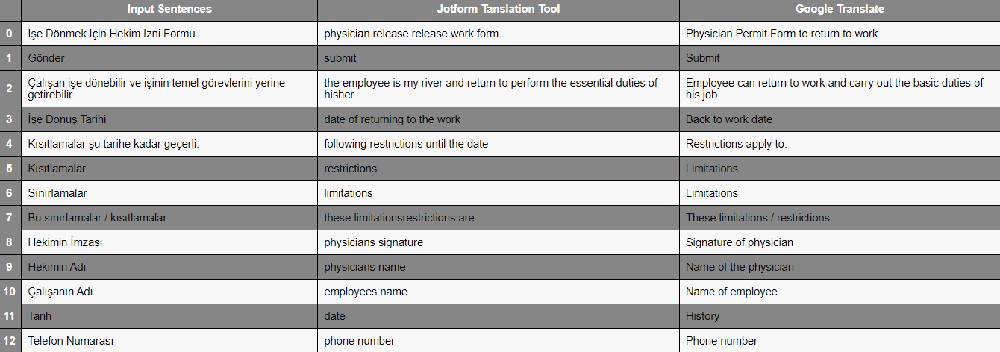 Input Sentences Jotform Tanslation Tool Google Translate
0 İşe Dönmek İçin Hekim İzni Formu physician release release work form Physician Permit Form to return to work
1 Gönder submit Submit
2 Çalışan işe dönebilir ve işinin temel görevlerini yerine getirebilir the employee is my river and return to perform the essential duties of hisher . Employee can return to work and carry out the basic duties of his job
3 İşe Dönüş Tarihi date of returning to the work Back to work date
4 Kısıtlamalar şu tarihe kadar geçerli: following restrictions until the date Restrictions apply to:
5 Kısıtlamalar restrictions Limitations
6 Sınırlamalar limitations Limitations
7 Bu sınırlamalar / kısıtlamalar these limitationsrestrictions are These limitations / restrictions
8 Hekimin İmzası physicians signature Signature of physician
9 Hekimin Adı physicians name Name of the physician
10 Çalışanın Adı employees name Name of employee
11 Tarih date History
12 Telefon Numarası phone number Phone number